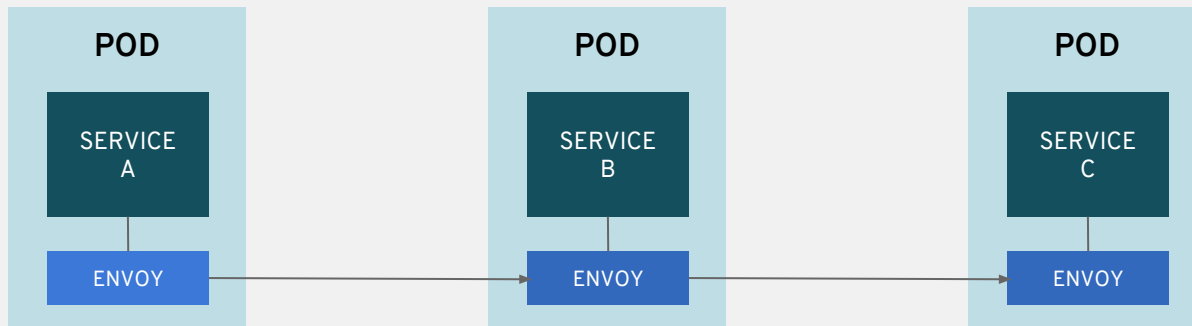 POD
SERVICE
A
ENVOY
POD
SERVICE
B
ENVOY
POD
SERVICE
C
ENVOY